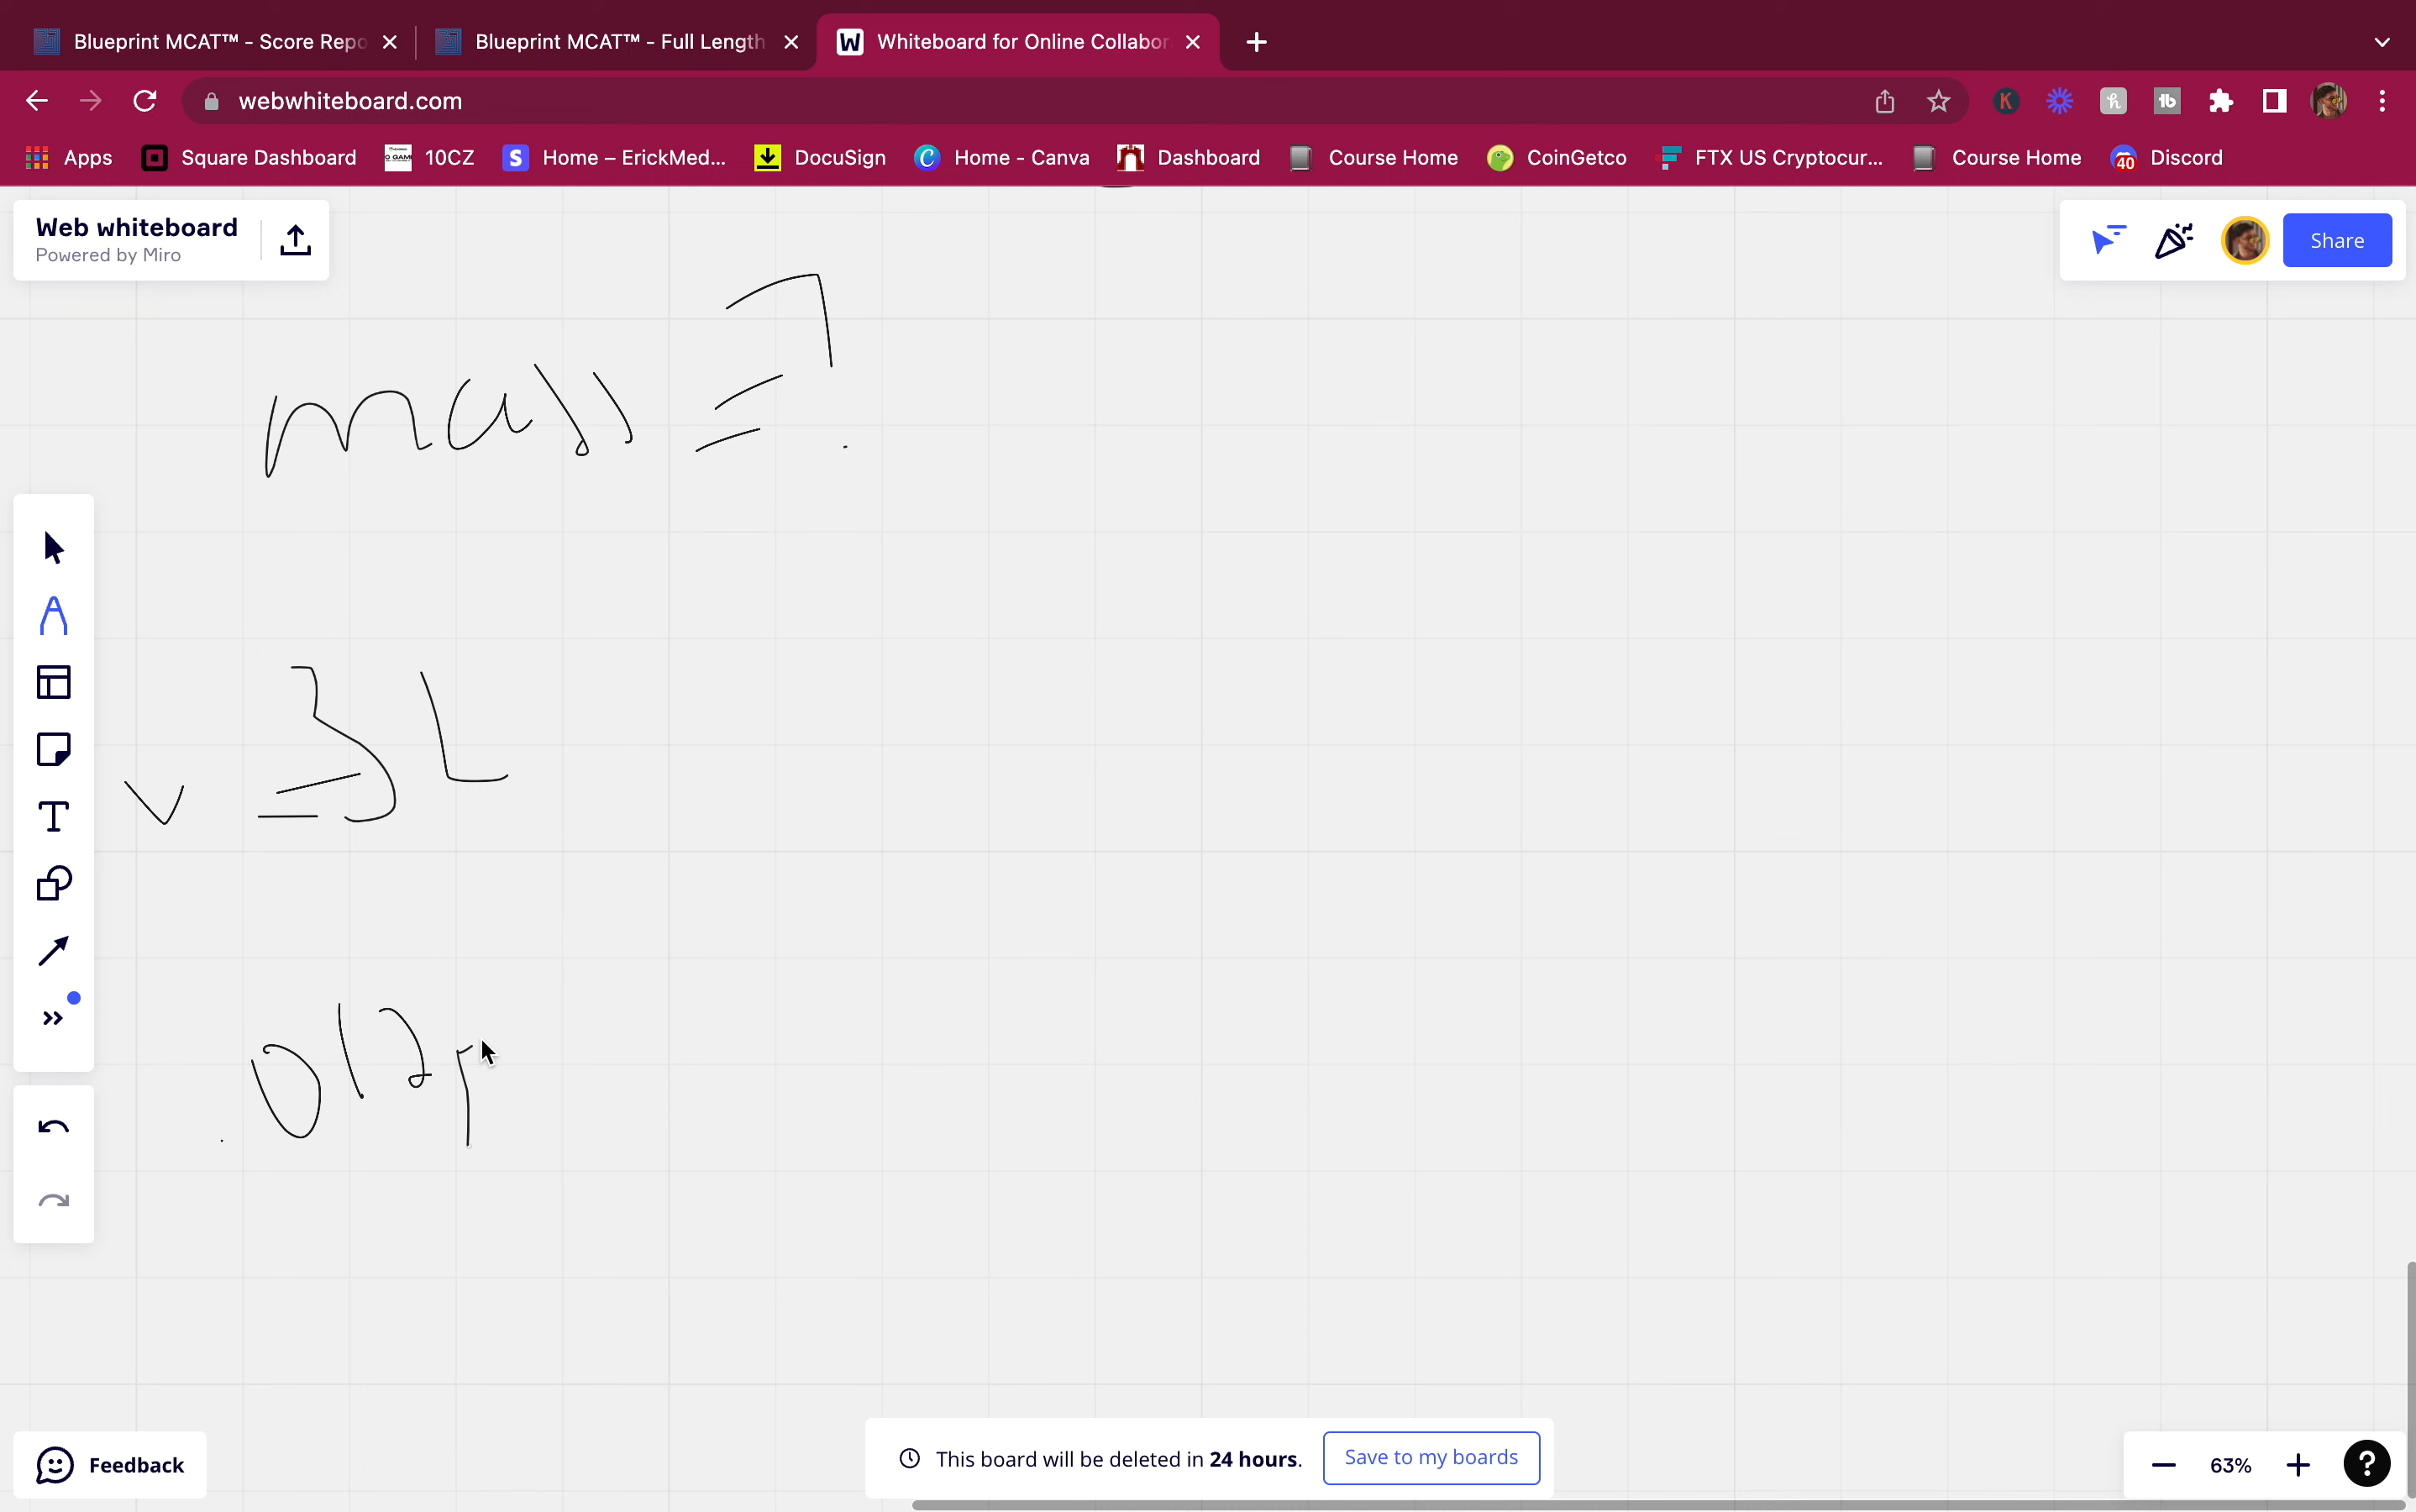 Blueprint MCAT™ - Score Repo
Blueprint MCAT™ - Full Length
Whiteboard for Online Collabor
webwhiteboard.com
Apps
Square Dashboard
10CZ
Home – ErickMed...
DocuSign
Home - Canva
Dashboard
Course Home
CoinGetco
FTX US Cryptocur...
Course Home
40
Discord
Web whiteboard
Powered by Miro
Share
mass = ?
v = 3L
.012
Feedback
This board will be deleted in 24 hours.
Save to my boards
63%